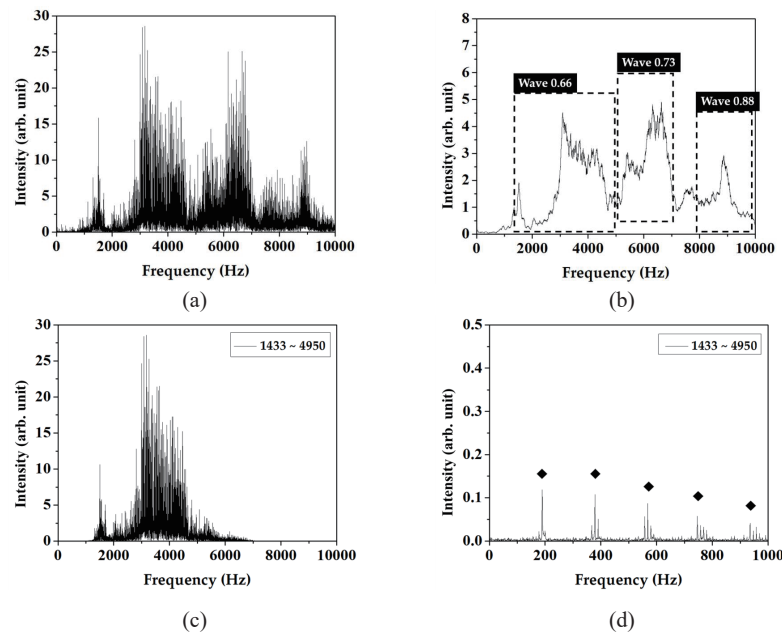 30
25
20
15
10
5
0
0 2000 4000 6000 8000 10000
Intensity (arb. unit)
Frequency (Hz)
(a)
8
7
6
5
4
3
2
1
0
0 2000 4000 6000 8000 10000
Intensity (arb. unit)
Frequency (Hz)
Wave 0.66
Wave 0.73
Wave 0.88
(b)
30
25
20
15
10
5
0
0 2000 4000 6000 8000 10000
Intensity (arb. unit)
Frequency (Hz)
1433 ~ 4950
(c)
0.5
0.4
0.3
0.2
0.1
0.0
0 200 400 600 800 1000
Intensity (arb. unit)
Frequency (Hz)
1433 ~ 4950
(d)